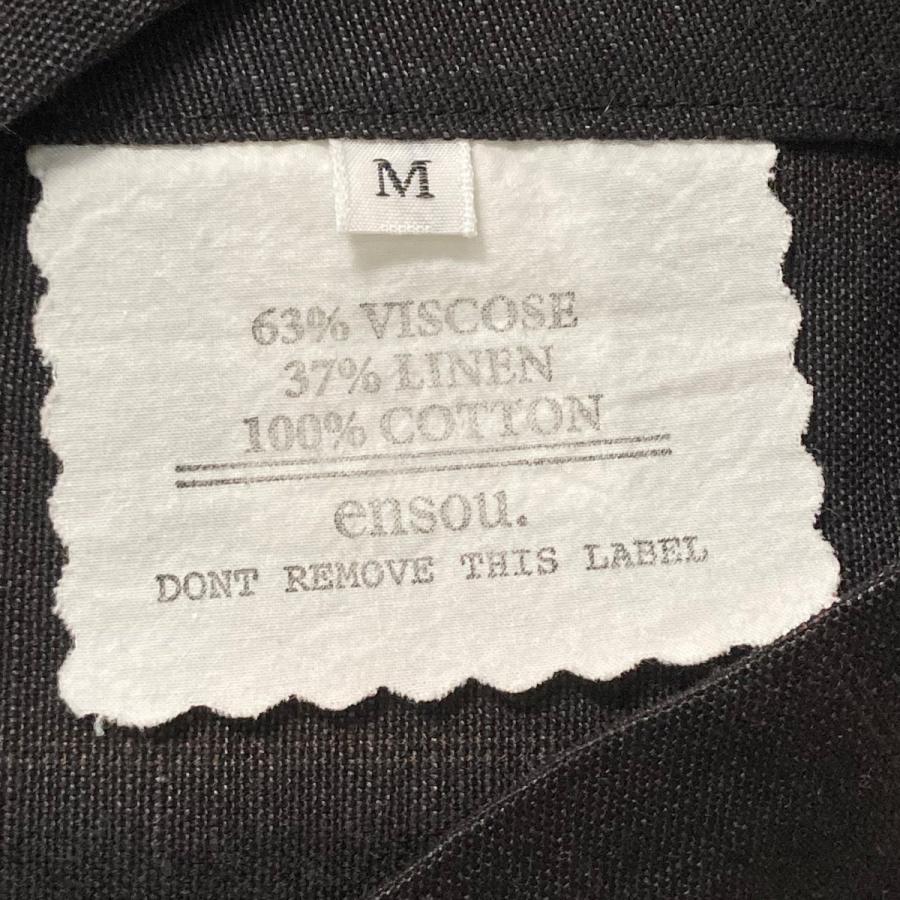 M
63% VISCOSE
37% LINEN
100% COTTON
ensou.
DONT REMOVE THIS LABEL